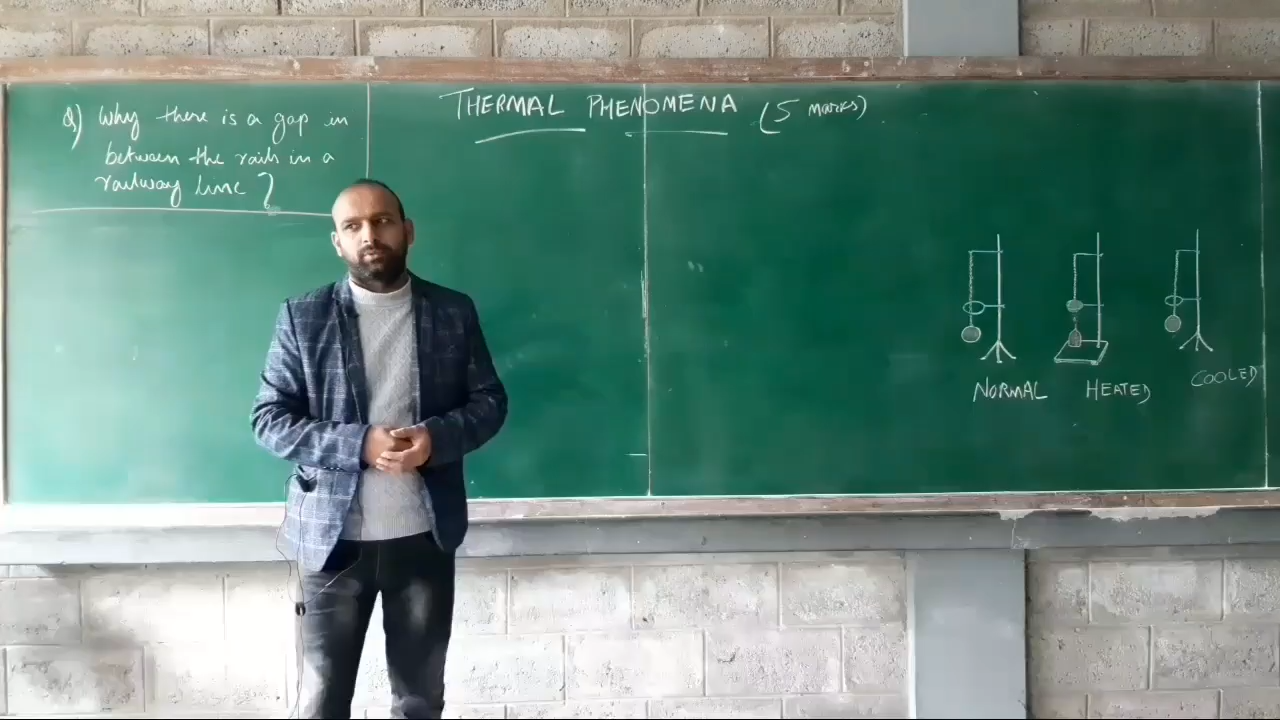 Q) Why there is a gap in
between the rails in a
railway line?
THERMAL PHENOMENA (5 marks)
NORMAL
HEATED
COOLED